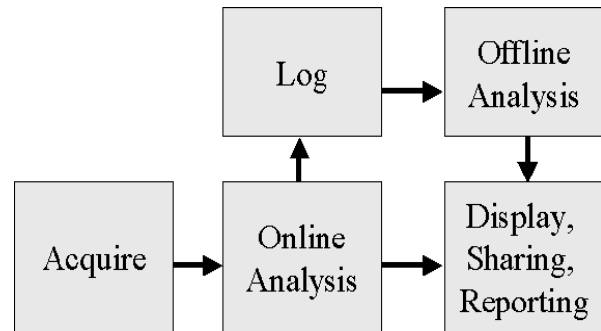 Log
Offline
Analysis
Acquire
Online
Analysis
Display,
Sharing,
Reporting